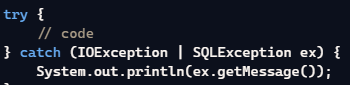 try {
    // code
} catch (IOException | SQLException ex) {
    System.out.println(ex.getMessage());
}